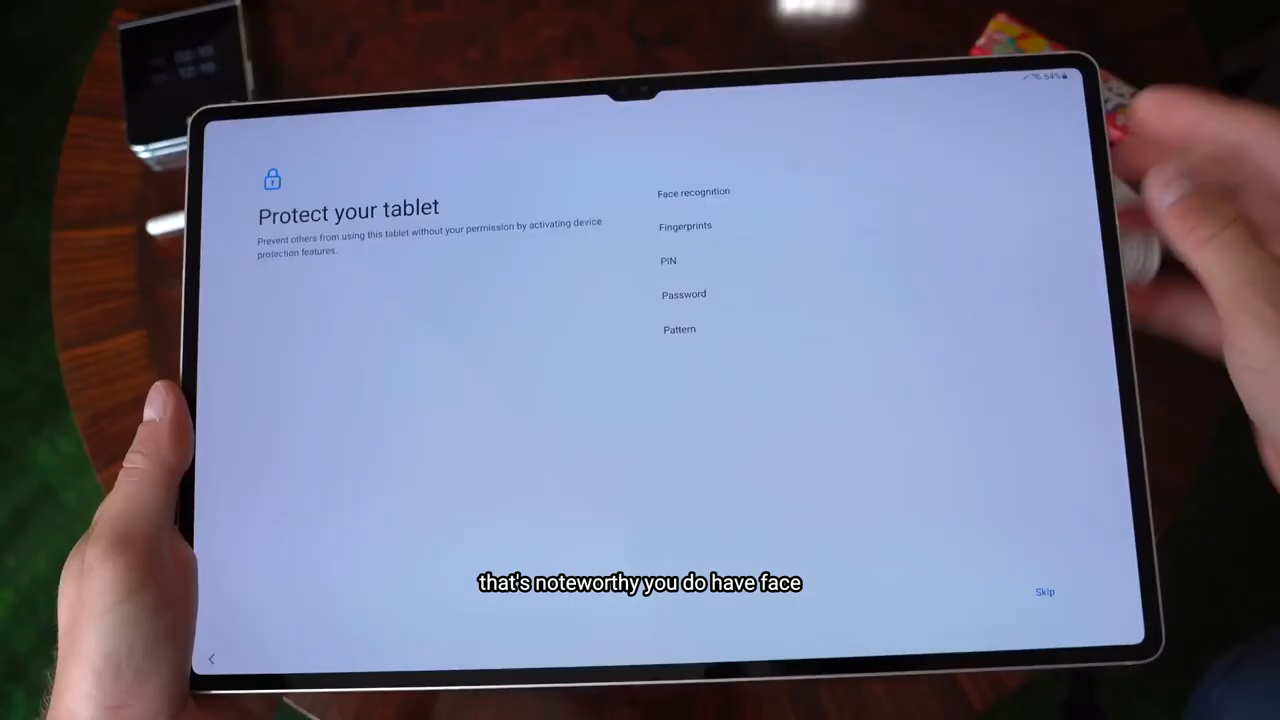 54%
Protect your tablet
Prevent others from using this tablet without your permission by activating device
protection features.
Face recognition
Fingerprints
PIN
Password
Pattern
Skip
that's noteworthy you do have face